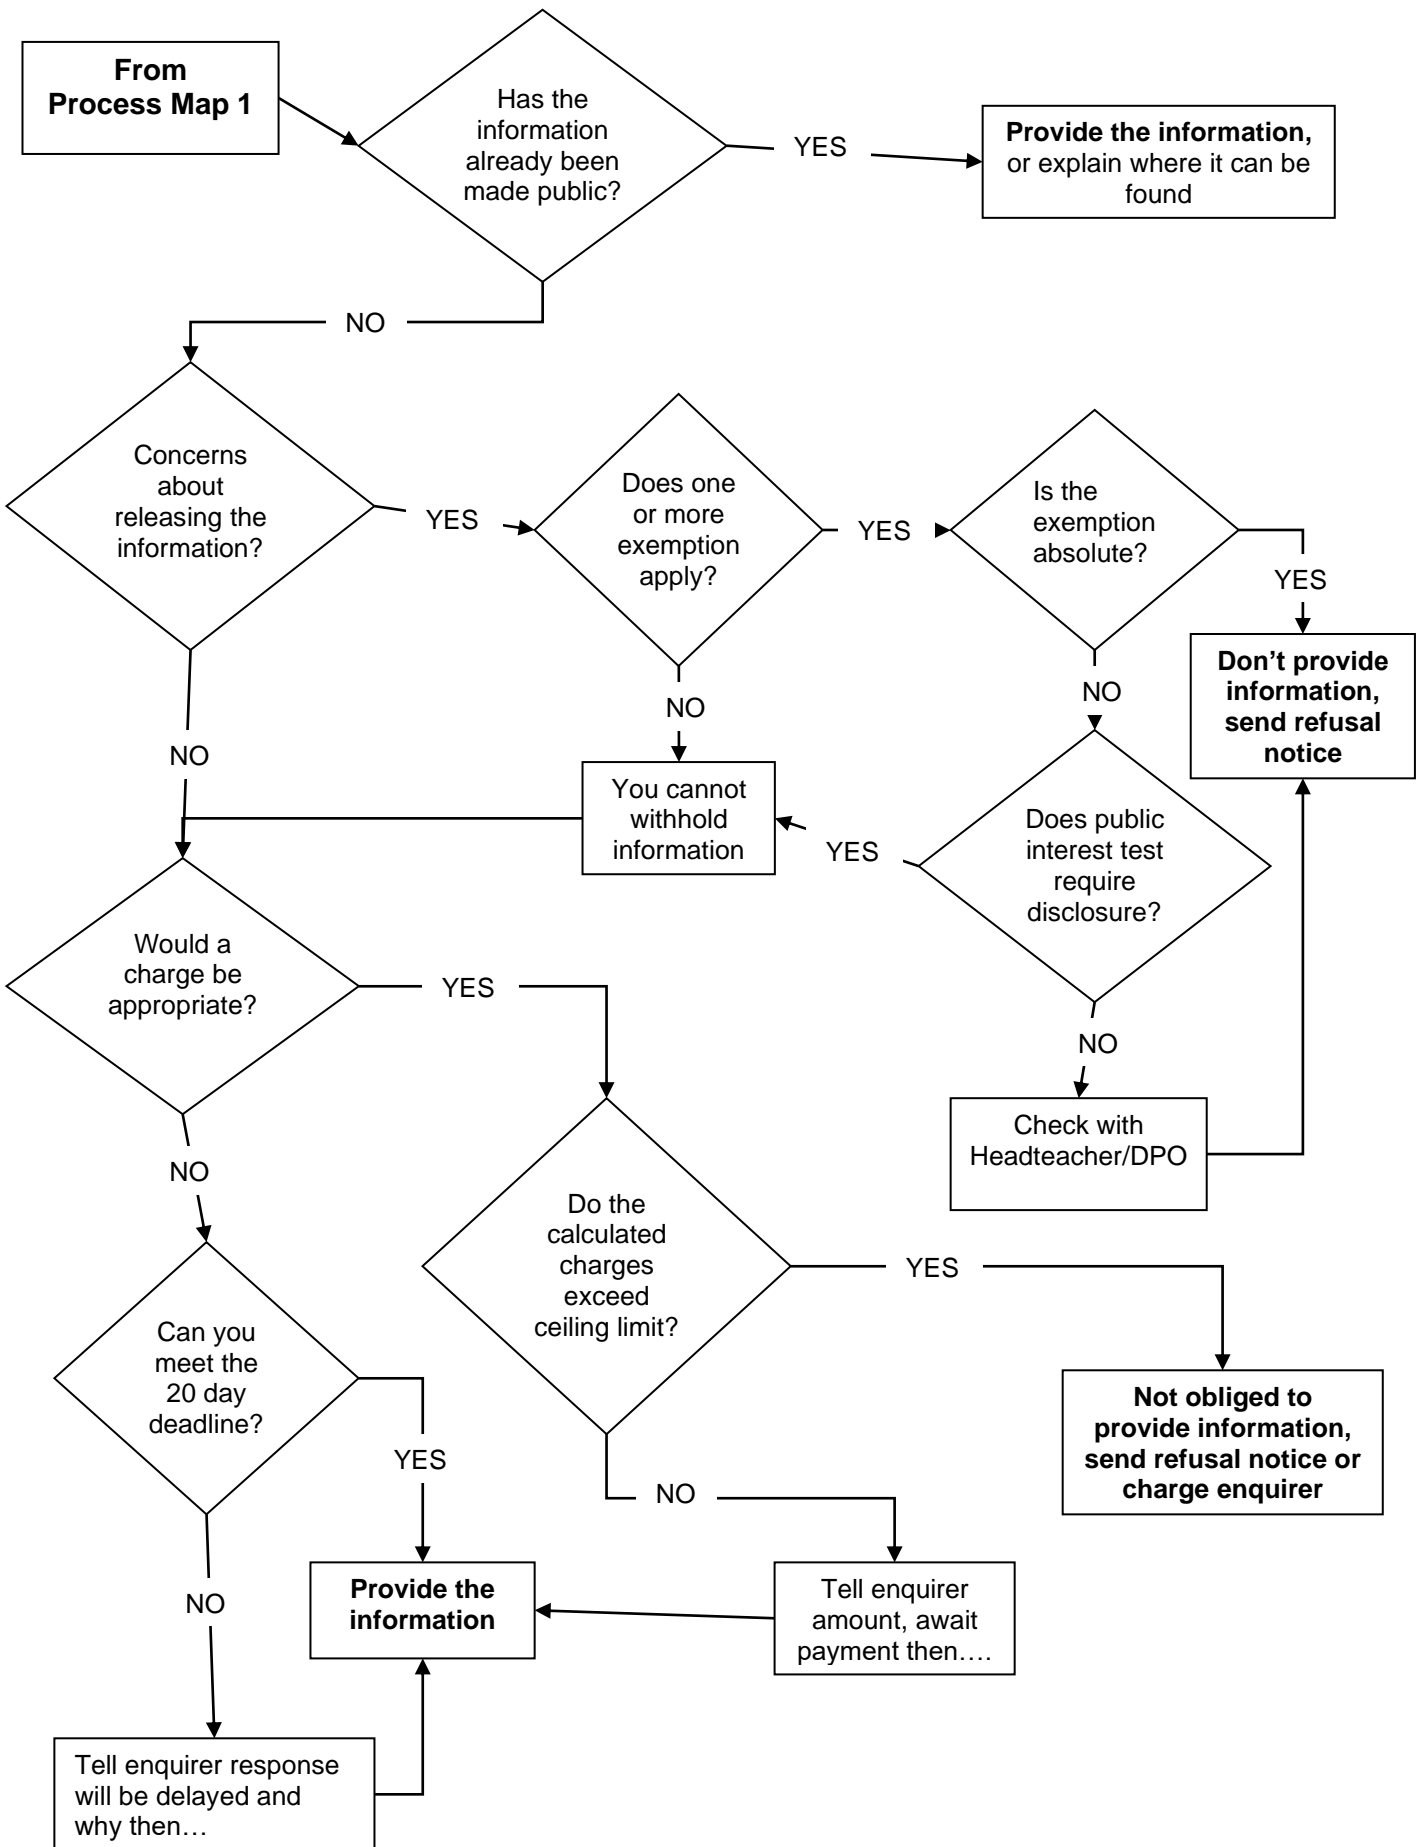 From
Process Map 1
Has the
information
already been
made public?
YES
Provide the information,
or explain where it can be
found
NO
Concerns
about
releasing the
information?
YES
Does one
or more
exemption
apply?
YES
Is the
exemption
absolute?
YES
NO
NO
Don’t provide
information,
send refusal
notice
NO
You cannot
withhold
information
YES
Does public
interest test
require
disclosure?
Would a
charge be
appropriate?
YES
NO
Check with
Headteacher/DPO
NO
Do the
calculated
charges
exceed
ceiling limit?
YES
Can you
meet the
20 day
deadline?
YES
Not obliged to
provide information,
send refusal notice or
charge enquirer
NO
NO
Provide the
information
Tell enquirer
amount, await
payment then….
Tell enquirer response
will be delayed and
why then…